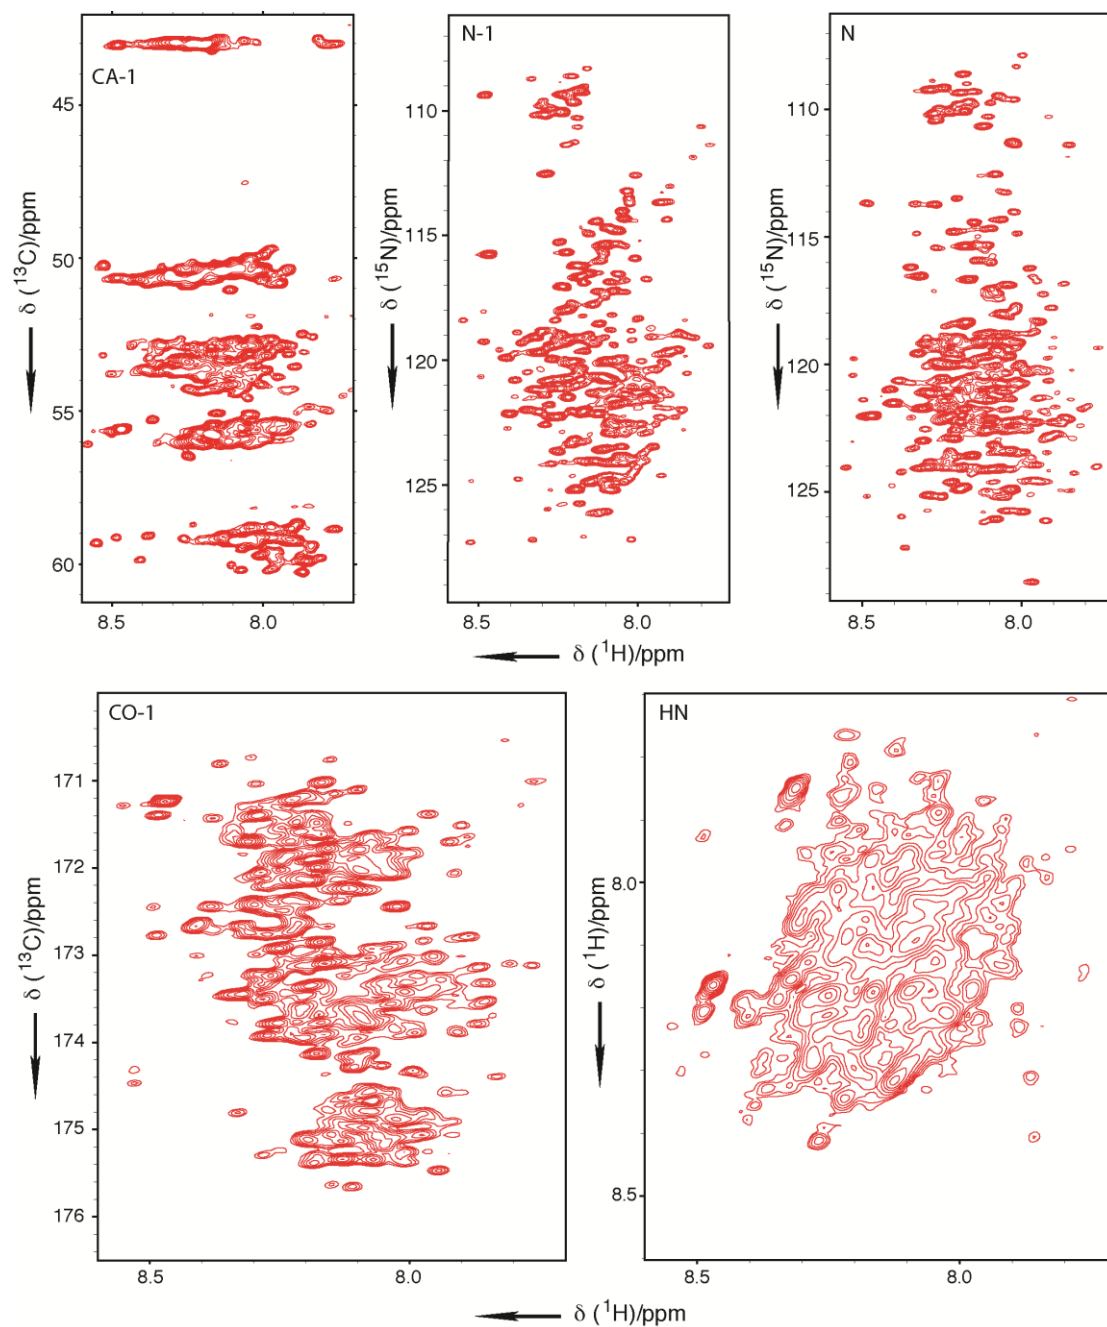 CA-1
N-1
N
45
50
55
60
δ (¹³C)/ppm
110
115
120
125
δ (¹⁵N)/ppm
110
115
120
125
δ (¹⁵N)/ppm
8.5 8.0
8.5 8.0
8.5 8.0
δ (¹H)/ppm
CO-1
HN
171
172
173
174
175
176
δ (¹³C)/ppm
8.0
8.5
δ (¹H)/ppm
8.5 8.0
8.5 8.0
δ (¹H)/ppm